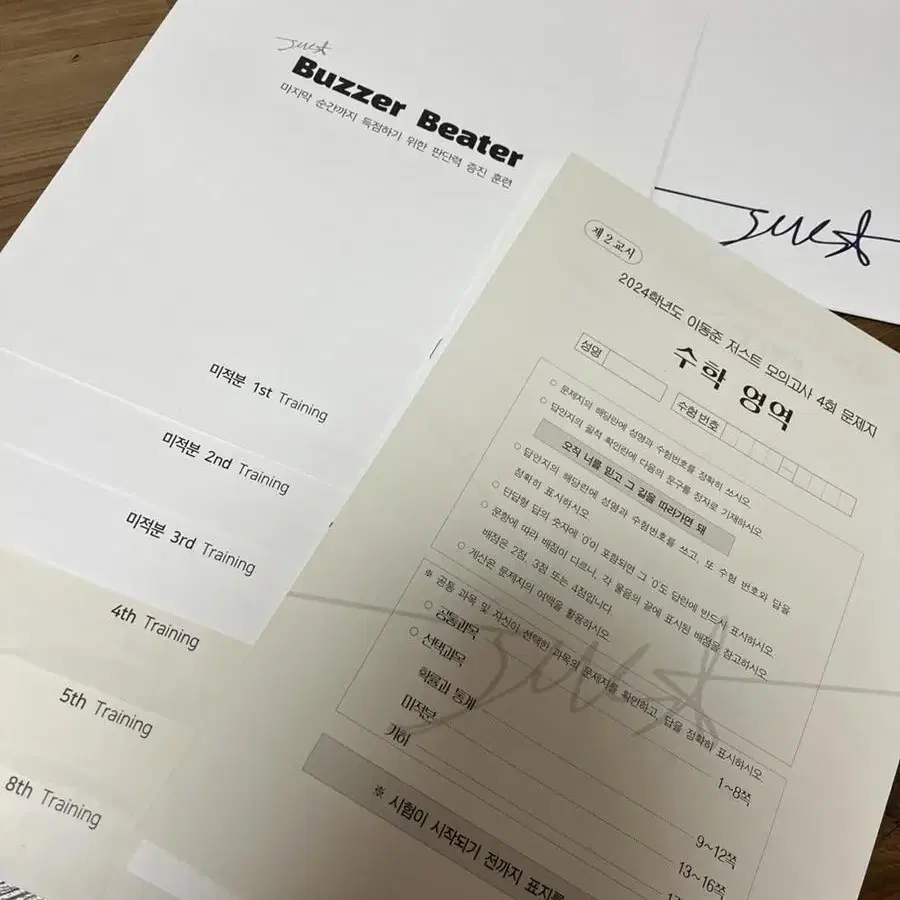 Just
Buzzer Beater
마지막 순간까지 득점하기 위한 판단력 증진 훈련
Just
미적분 1st Training
미적분 2nd Training
미적분 3rd Training
4th Training
5th Training
8th Training
제 2 교시
2024학년도 이동준 저스트 모의고사 4회 문제지
수학 영역
성명
수험 번호
–
○ 문제지의 해당란에 성명과 수험번호를 정확히 쓰시오.
○ 답안지의 필적 확인란에 다음의 문구를 정자로 기재하시오.
오직 너를 믿고 그 길을 따라가면 돼
○ 답안지의 해당란에 성명과 수험번호를 쓰고, 또 수험 번호와 답을
정확히 표시하시오.
○ 단답형 답의 숫자에 '0'이 포함되면 그 '0'도 답란에 반드시 표시하시오.
○ 문항에 따라 배점이 다르니, 각 물음의 끝에 표시된 배점을 참고하시오.
배점은 2점, 3점 또는 4점입니다.
○ 계산은 문제지의 여백을 활용하시오.
※ 공통 과목 및 자신이 선택한 과목의 문제지를 확인하고, 답을 정확히 표시하시오.
○ 공통과목 1~8쪽
○ 선택과목
확률과 통계 9~12쪽
미적분 13~16쪽
기하
Just
※ 시험이 시작되기 전까지 표지를